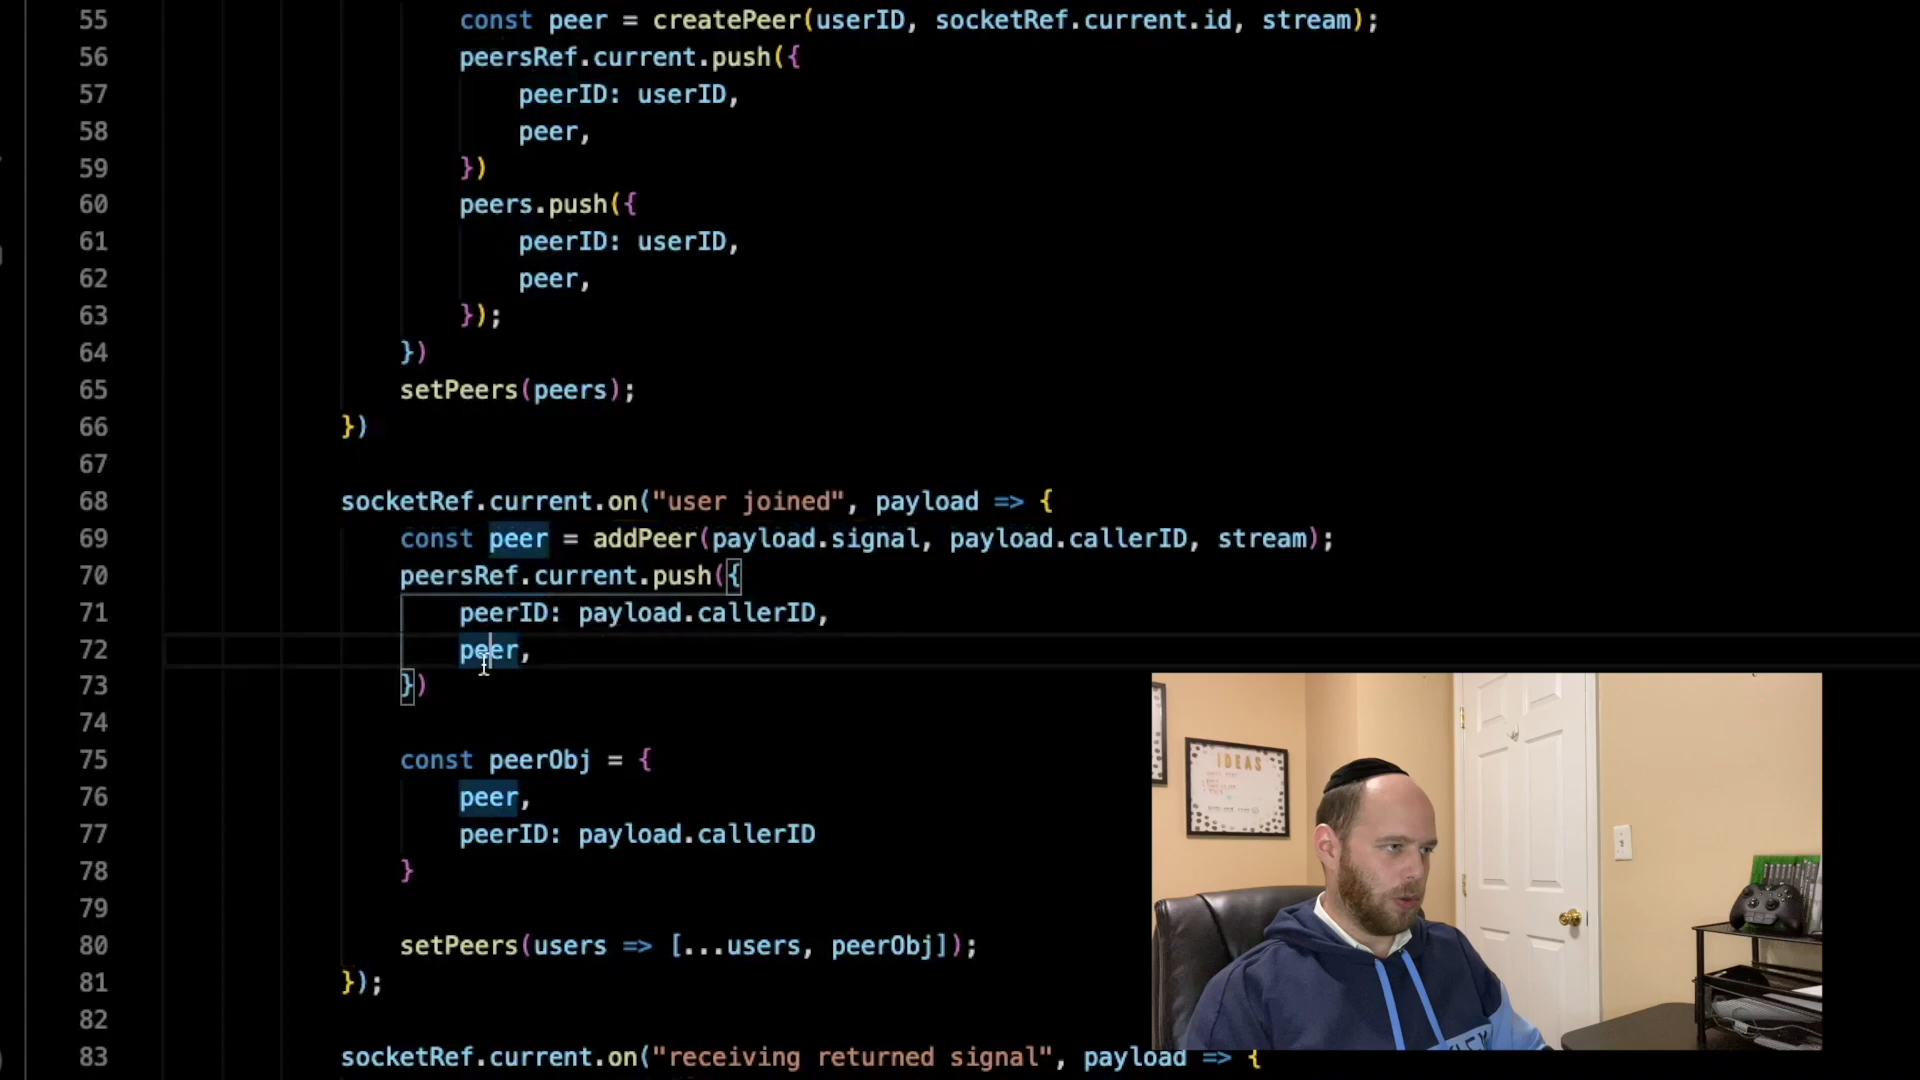 55 const peer = createPeer(userID, socketRef.current.id, stream);
56 peersRef.current.push({
57 peerID: userID,
58 peer,
59 })
60 peers.push({
61 peerID: userID,
62 peer,
63 });
64 })
65 setPeers(peers);
66 })
67
68 socketRef.current.on("user joined", payload => {
69 const peer = addPeer(payload.signal, payload.callerID, stream);
70 peersRef.current.push({
71 peerID: payload.callerID,
72 peer,
73 })
74
75 const peerObj = {
76 peer,
77 peerID: payload.callerID
78 }
79
80 setPeers(users => [...users, peerObj]);
81 });
82
83 socketRef.current.on("receiving returned signal", payload => {
IDEAS